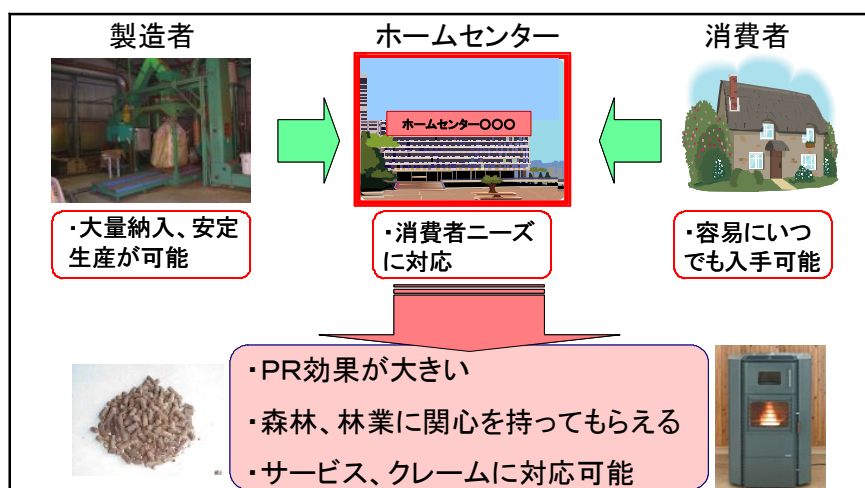 製造者
ホームセンター
消費者
ホームセンター〇〇〇
・大量納入、安定
生産が可能
・消費者ニーズ
に対応
・容易にいつ
でも入手可能
・PR効果が大きい
・森林、林業に関心を持ってもらえる
・サービス、クレームに対応可能